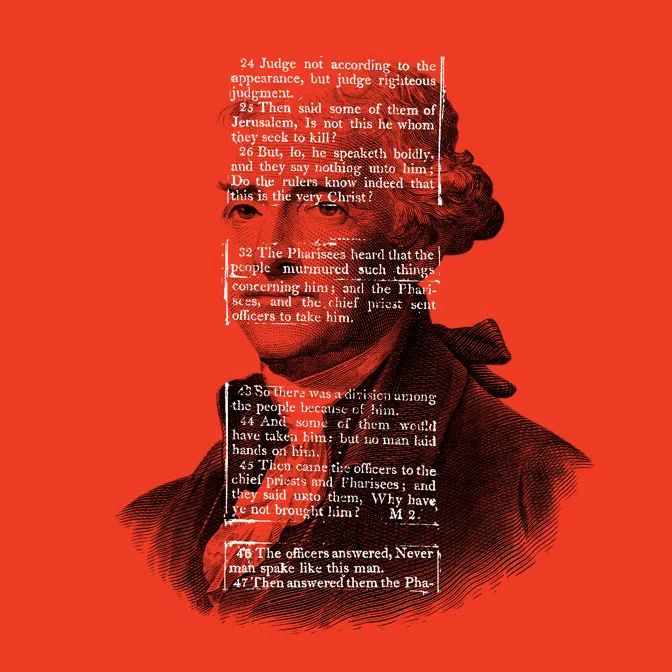 24 Judge not according to the
appearance, but judge righteous
judgment.
25 Then said some of them of
Jerusalem, Is not this he whom
they seek to kill?
26 But, lo, he speaketh boldly,
and they say nothing unto him;
Do the rulers know indeed that
this is the very Christ?
32 The Pharisees heard that the
people murmured such things
concerning him; and the Phari-
sees, and the chief priest sent
officers to take him.
43 So there was a division among
the people because of him.
44 And some of them would
have taken him: but no man laid
hands on him.
45 Then came the officers to the
chief priests and Pharisees; and
they said unto them, Why have
ye not brought him? M 2.
46 The officers answered, Never
man spake like this man.
47 Then answered them the Pha-